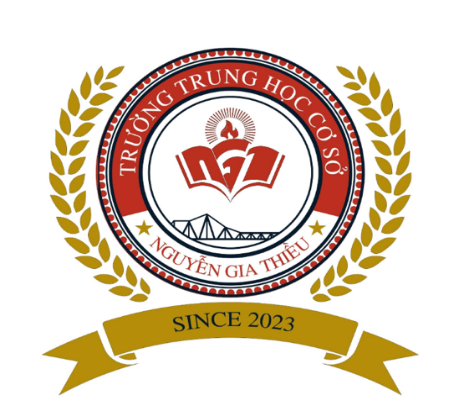 TRƯỜNG TRUNG HỌC CƠ SỞ
NGUYỄN GIA THIỀU
SINCE 2023